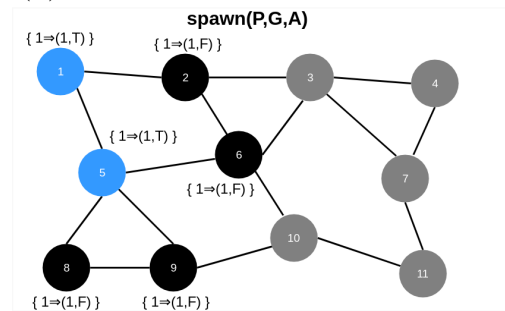 spawn(P,G,A)
{ 1⇒(1,T) }
{ 1⇒(1,F) }
1
2
3
4
{ 1⇒(1,T) }
5
6
7
{ 1⇒(1,F) }
8
9
10
11
{ 1⇒(1,F) }
{ 1⇒(1,F) }